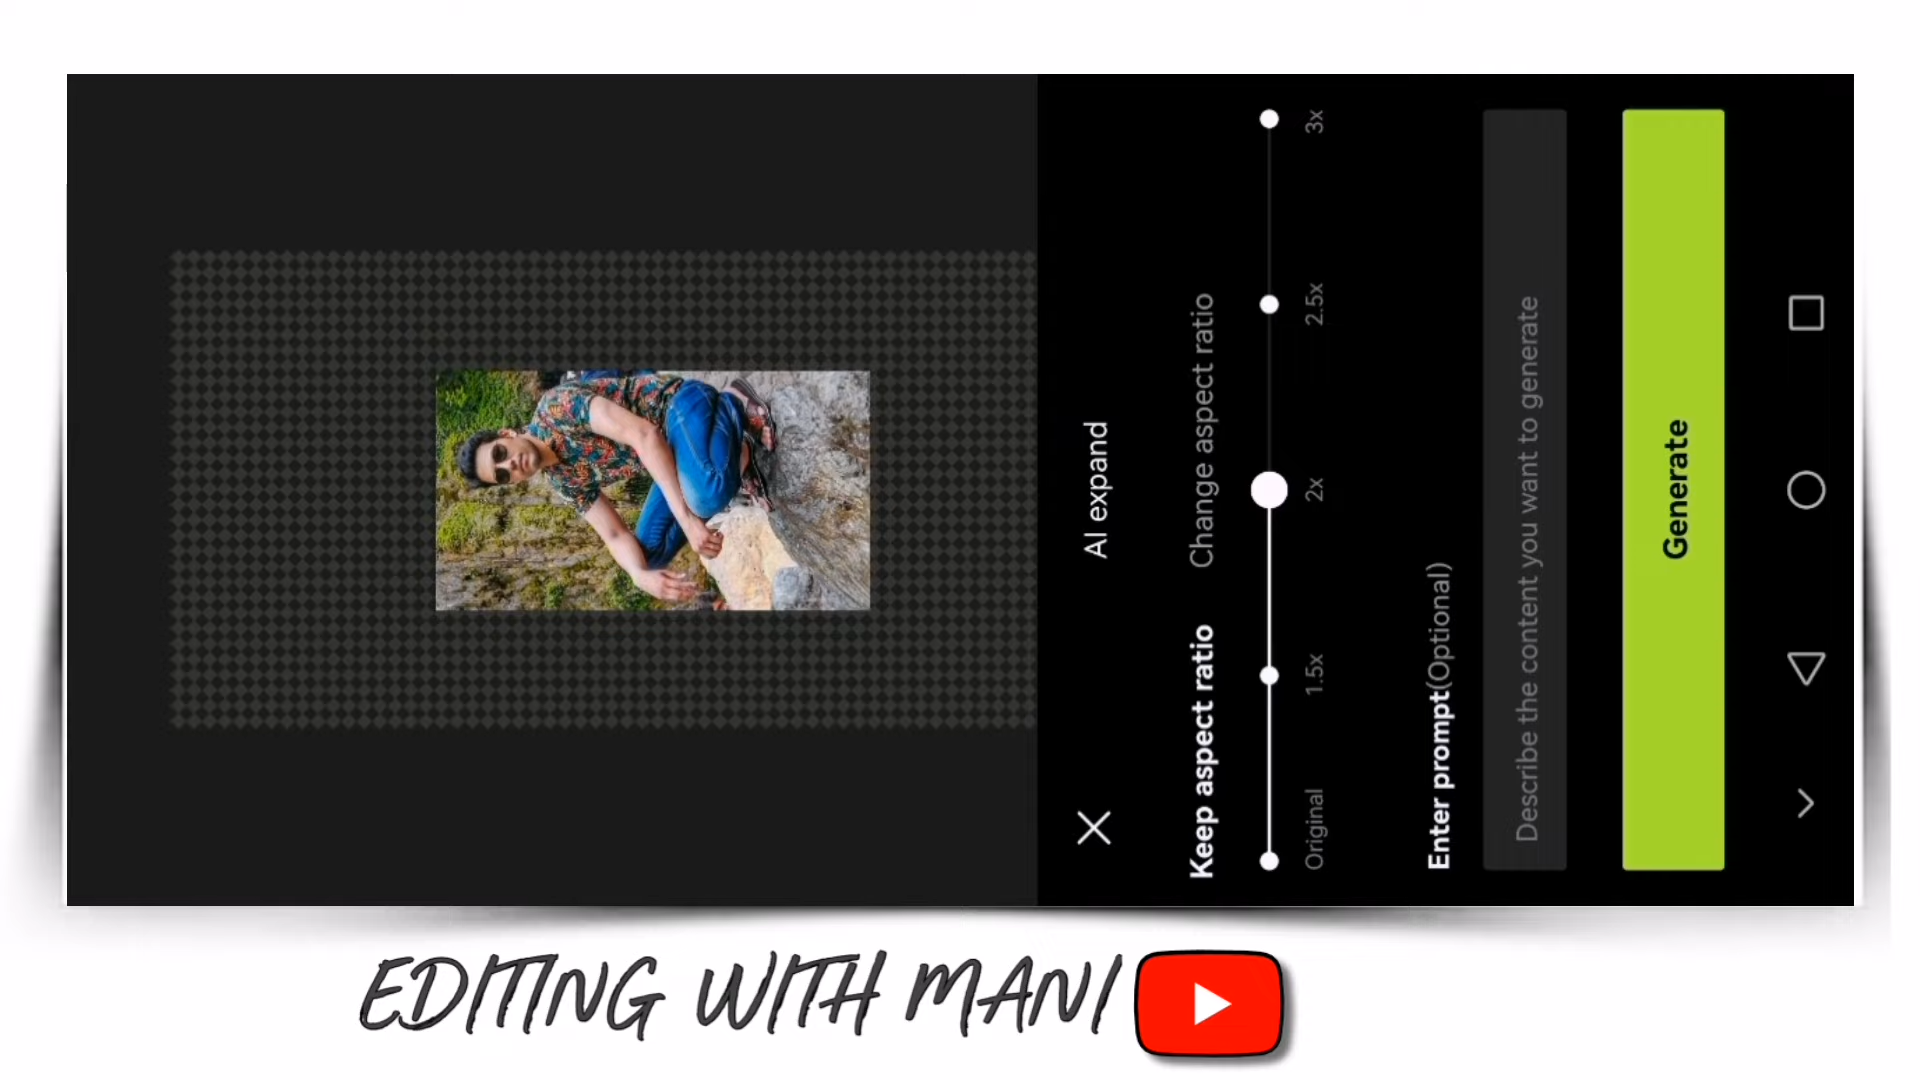 AI expand
Keep aspect ratio Change aspect ratio
Original 1.5x 2x 2.5x 3x
Enter prompt(Optional)
Describe the content you want to generate
Generate
EDITING WITH MANI